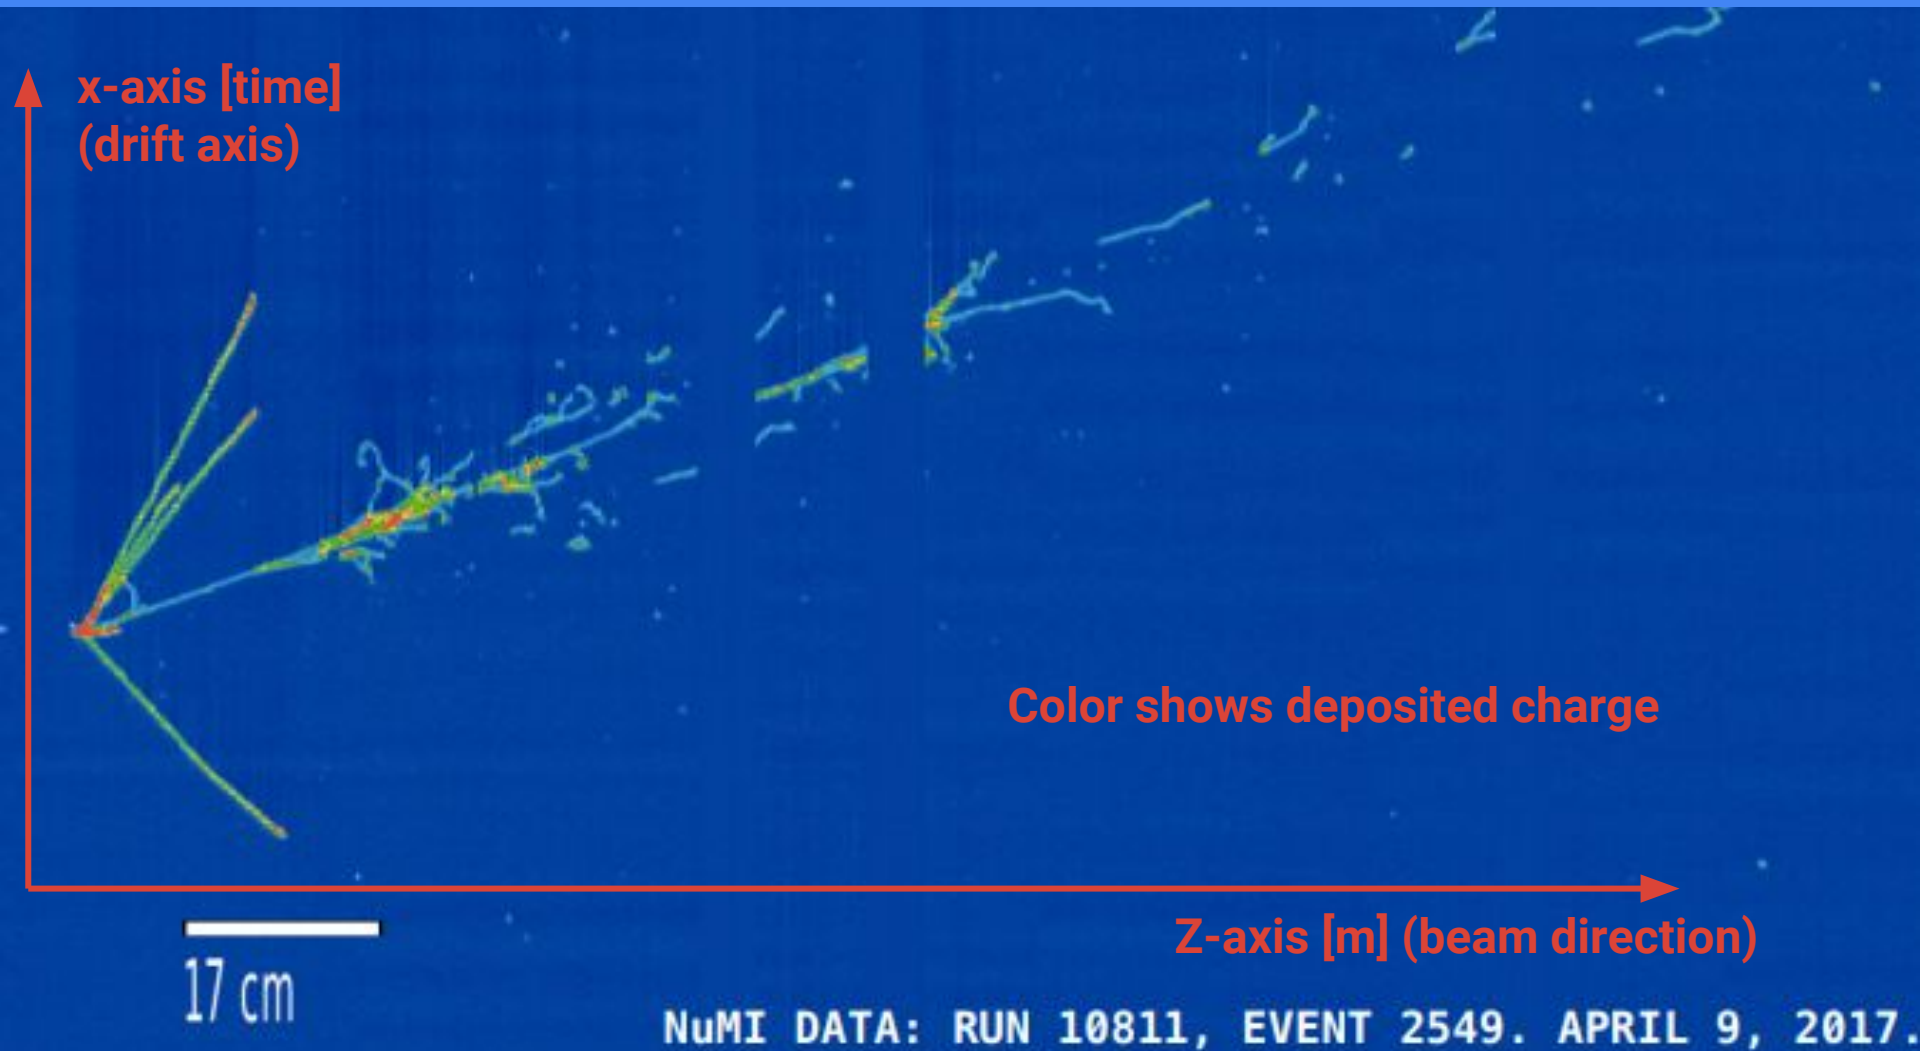 x-axis [time]
(drift axis)
Color shows deposited charge
Z-axis [m] (beam direction)
17 cm
NuMI DATA: RUN 10811, EVENT 2549. APRIL 9, 2017.